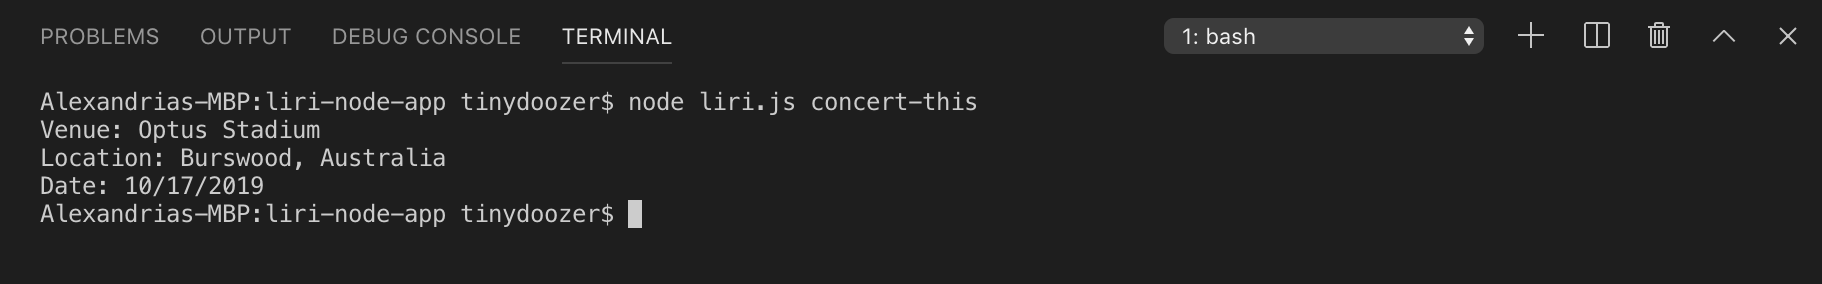 PROBLEMS OUTPUT DEBUG CONSOLE TERMINAL 1: bash
Alexandrias-MBP:liri-node-app tinydoozer$ node liri.js concert-this
Venue: Optus Stadium
Location: Burswood, Australia
Date: 10/17/2019
Alexandrias-MBP:liri-node-app tinydoozer$